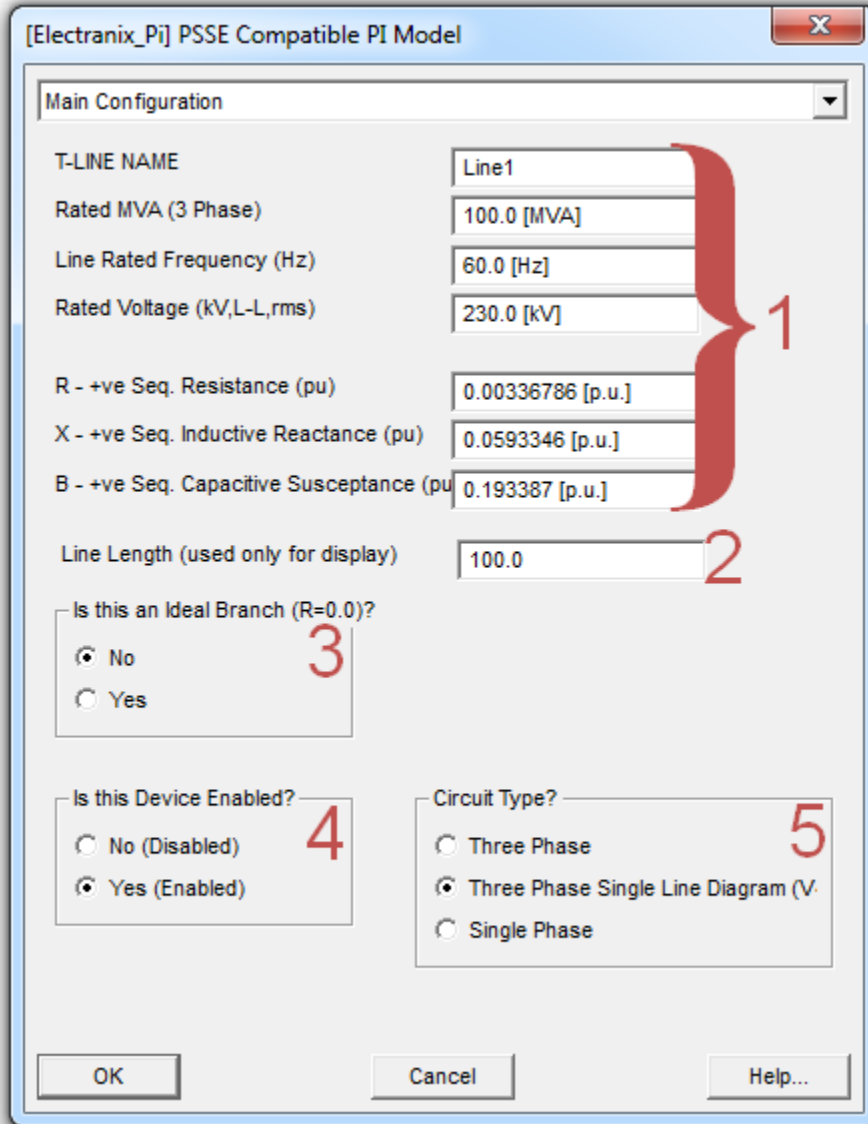 [Electranix_Pi] PSSE Compatible PI Model
Main Configuration
T-LINE NAME Line1
Rated MVA (3 Phase) 100.0 [MVA]
Line Rated Frequency (Hz) 60.0 [Hz]
Rated Voltage (kV,L-L,rms) 230.0 [kV]
1
R - +ve Seq. Resistance (pu) 0.00336786 [p.u.]
X - +ve Seq. Inductive Reactance (pu) 0.0593346 [p.u.]
B - +ve Seq. Capacitive Susceptance (pu 0.193387 [p.u.]
Line Length (used only for display) 100.0 2
Is this an Ideal Branch (R=0.0)?
3
No
Yes
Is this Device Enabled?
4
No (Disabled)
Yes (Enabled)
Circuit Type?
5
Three Phase
Three Phase Single Line Diagram (V-
Single Phase
OK Cancel Help...